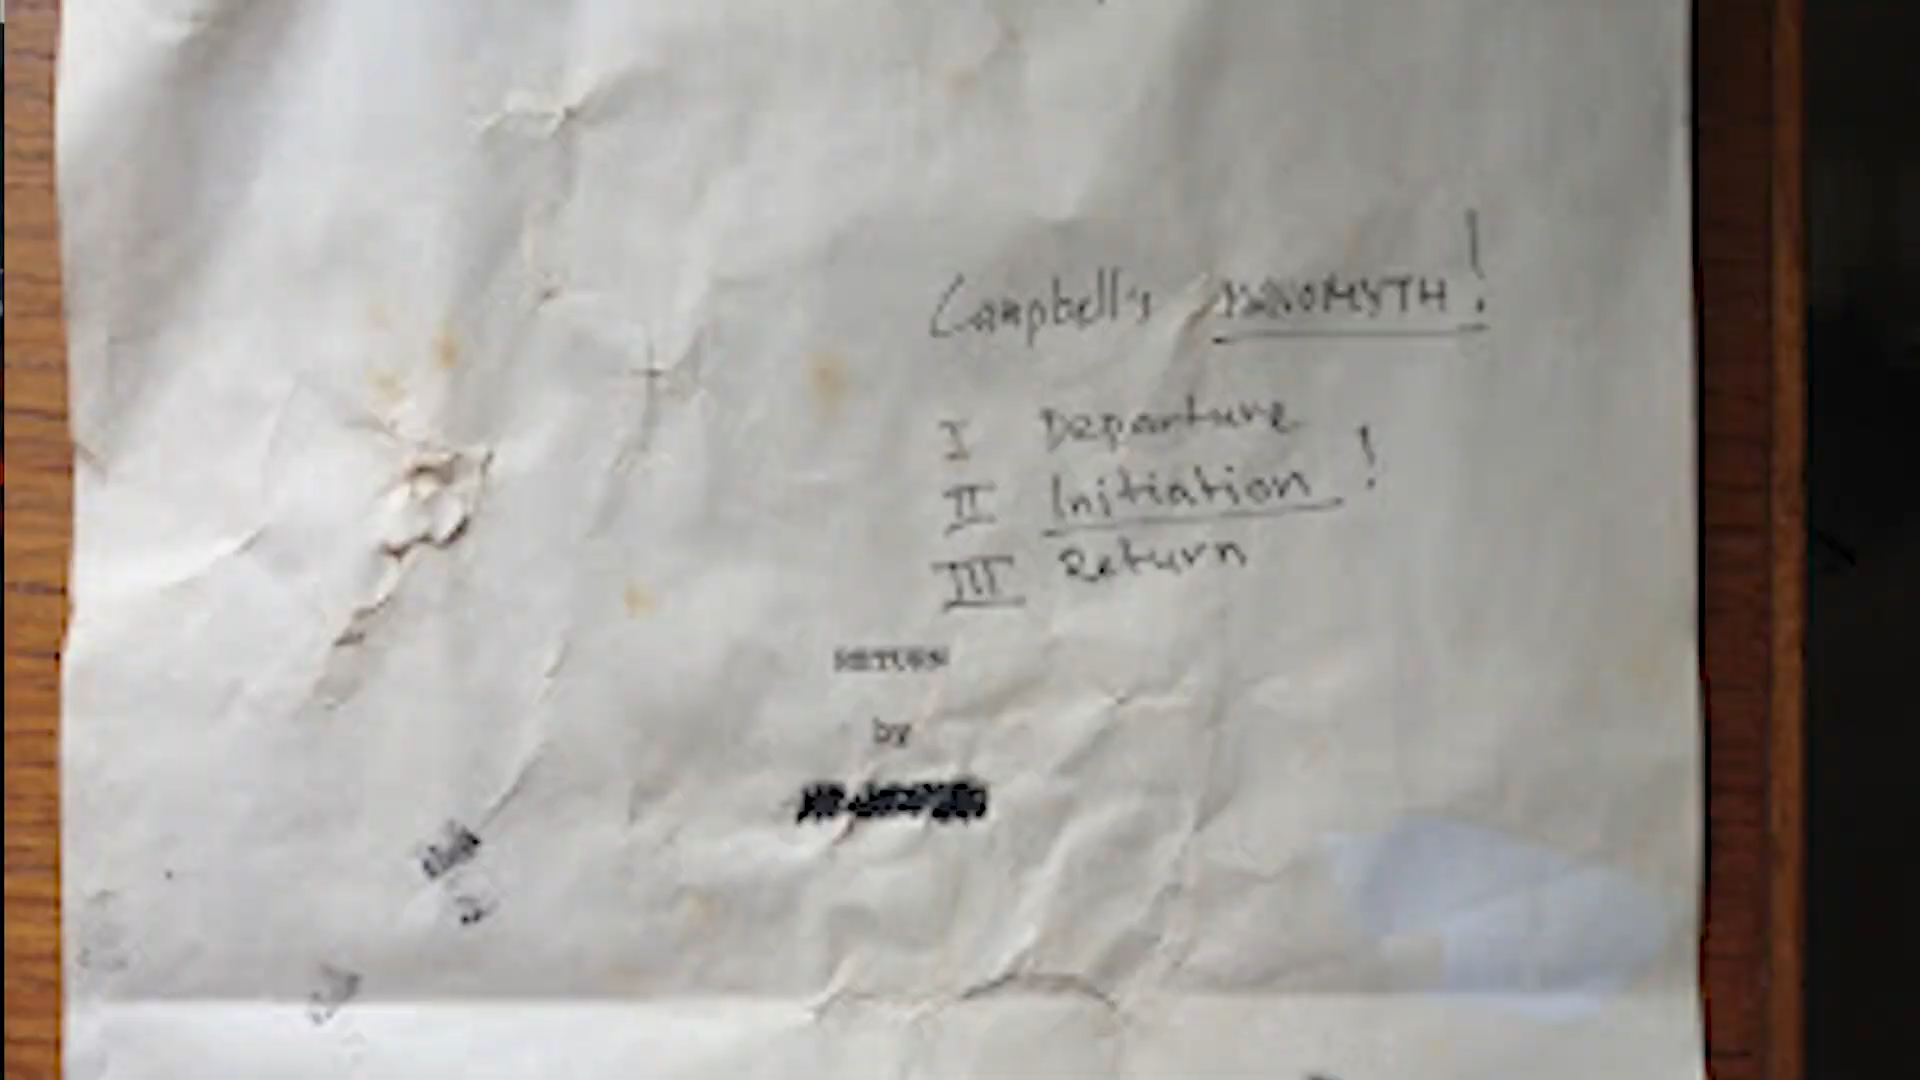 Campbell's MONOMYTH!
I Departure
II Initiation!
III Return
RETURN
by